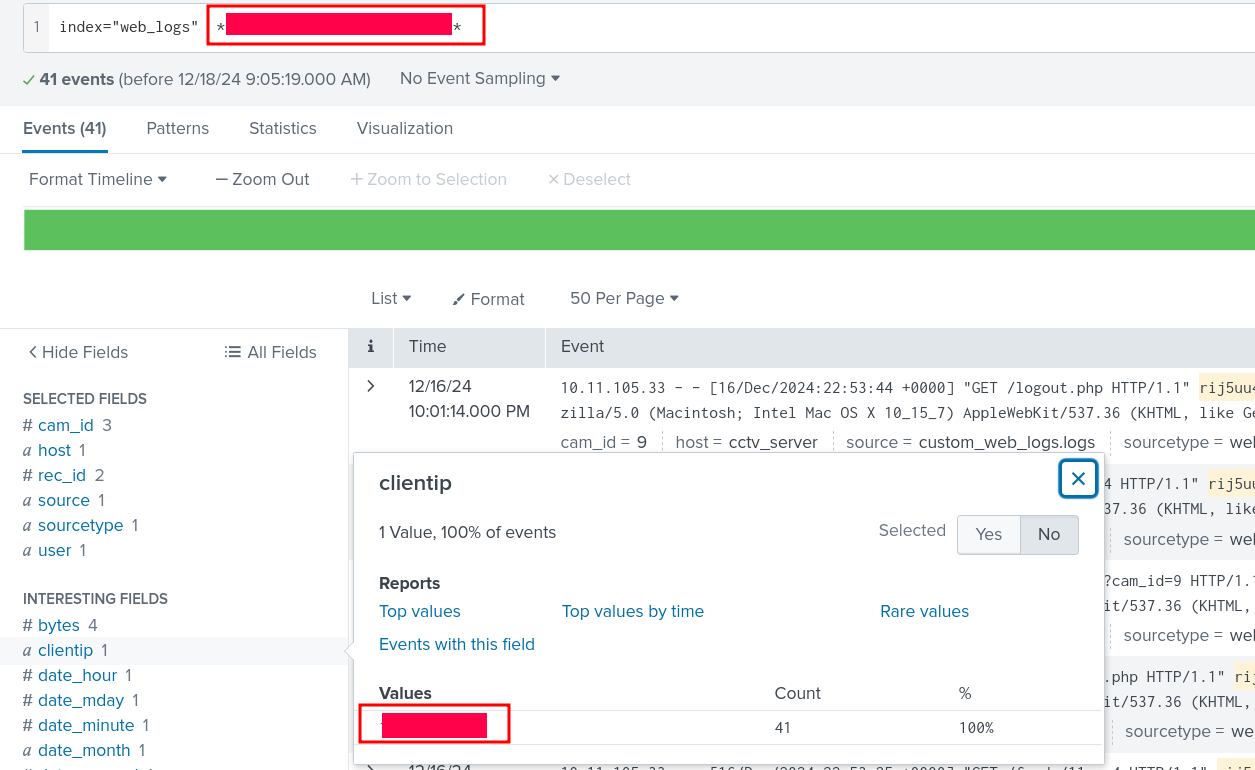 1 index="web_logs" * *
41 events (before 12/18/24 9:05:19.000 AM) No Event Sampling
Events (41) Patterns Statistics Visualization
Format Timeline — Zoom Out + Zoom to Selection × Deselect
List Format 50 Per Page
< Hide Fields All Fields
i Time Event
SELECTED FIELDS
# cam_id 3
a host 1
# rec_id 2
a source 1
a sourcetype 1
a user 1
INTERESTING FIELDS
# bytes 4
a clientip 1
# date_hour 1
# date_mday 1
# date_minute 1
a date_month 1
> 12/16/24
10:01:14.000 PM
10.11.105.33 - - [16/Dec/2024:22:53:44 +0000] "GET /logout.php HTTP/1.1" rij5uu4
zilla/5.0 (Macintosh; Intel Mac OS X 10_15_7) AppleWebKit/537.36 (KHTML, like Ge
cam_id = 9 host = cctv_server source = custom_web_logs.logs sourcetype = we
clientip
×
1 Value, 100% of events
Selected Yes No
Reports
Top values Top values by time Rare values
Events with this field
Values Count %
41 100%
4 HTTP/1.1" rij5uu
37.36 (KHTML, like
sourcetype = we
?cam_id=9 HTTP/1.1
it/537.36 (KHTML,
sourcetype = we
.php HTTP/1.1" rij
it/537.36 (KHTML,
sourcetype = we
12/16/24